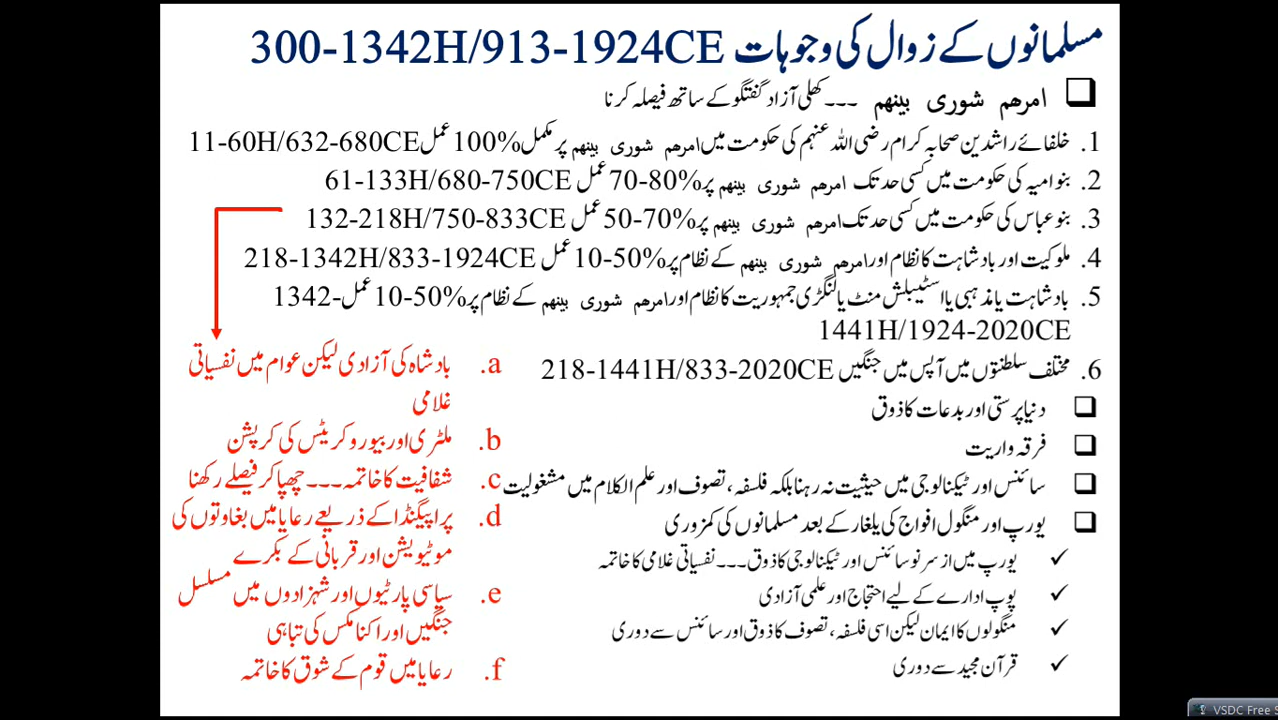 مسلمانوں کے زوال کی وجوہات 300-1342H/913-1924CE
❑ امرھم شوری بینھم ۔۔۔ کھلی آزاد گفتگو کے ساتھ فیصلہ کرنا
1. خلفائے راشدین صحابہ کرام رضی اللہ عنہم کی حکومت میں امرھم شوری بینھم پر مکمل 100% عمل 11-60H/632-680CE
2. بنو امیہ کی حکومت میں کسی حد تک امرھم شوری بینھم پر 70-80% عمل 61-133H/680-750CE
3. بنو عباس کی حکومت میں کسی حد تک امرھم شوری بینھم پر 50-70% عمل 132-218H/750-833CE
4. ملوکیت اور بادشاہت کا نظام اور امرھم شوری بینھم کے نظام پر 10-50% عمل 218-1342H/833-1924CE
5. بادشاہت یا مذہبی یا اسٹیبلش منٹ یا لنگڑی جمہوریت کا نظام اور امرھم شوری بینھم کے نظام پر 10-50% عمل 1342-
1441H/1924-2020CE
6. مختلف سلطنتوں میں آپس میں جنگیں 218-1441H/833-2020CE
❑ دنیا پرستی اور بدعات کا ذوق
❑ فرقہ واریت
❑ سائنس اور ٹیکنالوجی میں حیثیت نہ رہنا بلکہ فلسفہ، تصوف اور علم الکلام میں مشغولیت
❑ یورپ اور منگول افواج کی یلغار کے بعد مسلمانوں کی کمزوری
✓ یورپ میں از سر نو سائنس اور ٹیکنالوجی کا ذوق ۔۔۔ نفسیاتی غلامی کا خاتمہ
✓ پوپ ادارے کے لیے احتجاج اور علمی آزادی
✓ منگولوں کا ایمان لیکن اسی فلسفہ، تصوف کا ذوق اور سائنس سے دوری
✓ قرآن مجید سے دوری
a. بادشاہ کی آزادی لیکن عوام میں نفسیاتی
غلامی
b. ملٹری اور بیوروکریٹس کی کرپشن
c. شفافیت کا خاتمہ ۔۔۔ چھپا کر فیصلے رکھنا
d. پراپیگنڈا کے ذریعے رعایا میں بغاوتوں کی
موٹیویشن اور قربانی کے بکرے
e. سیاسی پارٹیوں اور شہزادوں میں مسلسل
جنگیں اور اکنامکس کی تباہی
f. رعایا میں قوم کے شوق کا خاتمہ
VSDC Free S